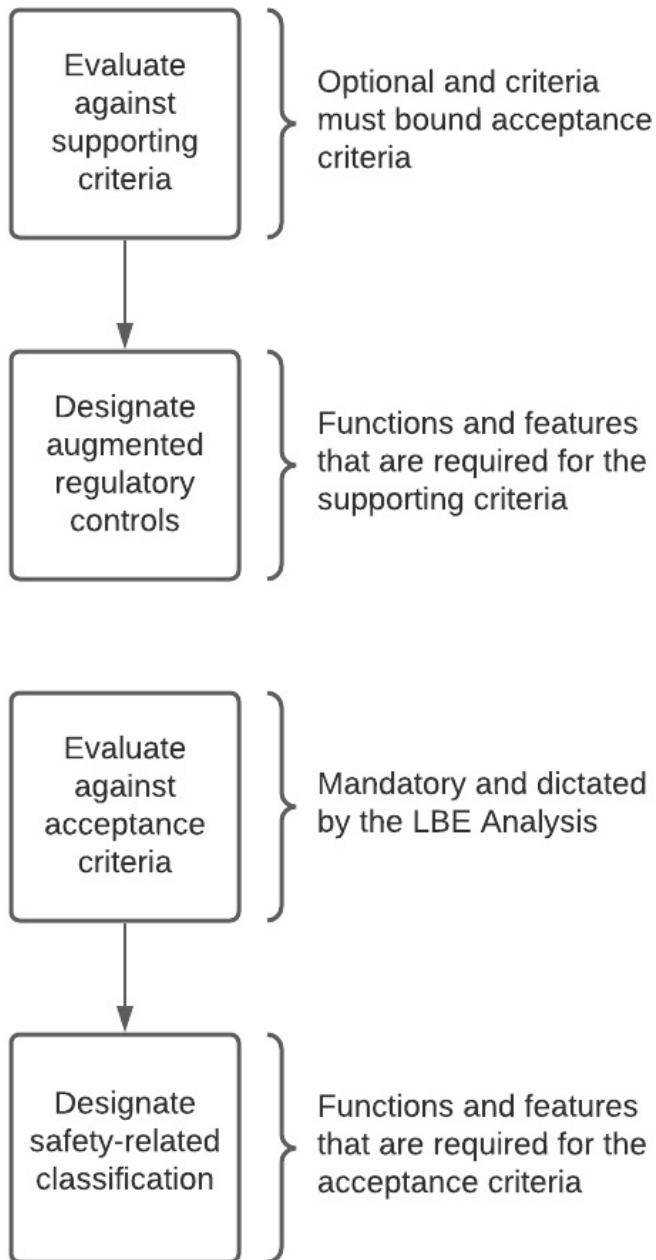 Evaluate
against
supporting
criteria
Optional and criteria
must bound acceptance
criteria
Designate
augmented
regulatory
controls
Functions and features
that are required for the
supporting criteria
Evaluate
against
acceptance
criteria
Mandatory and dictated
by the LBE Analysis
Designate
safety-related
classification
Functions and features
that are required for the
acceptance criteria